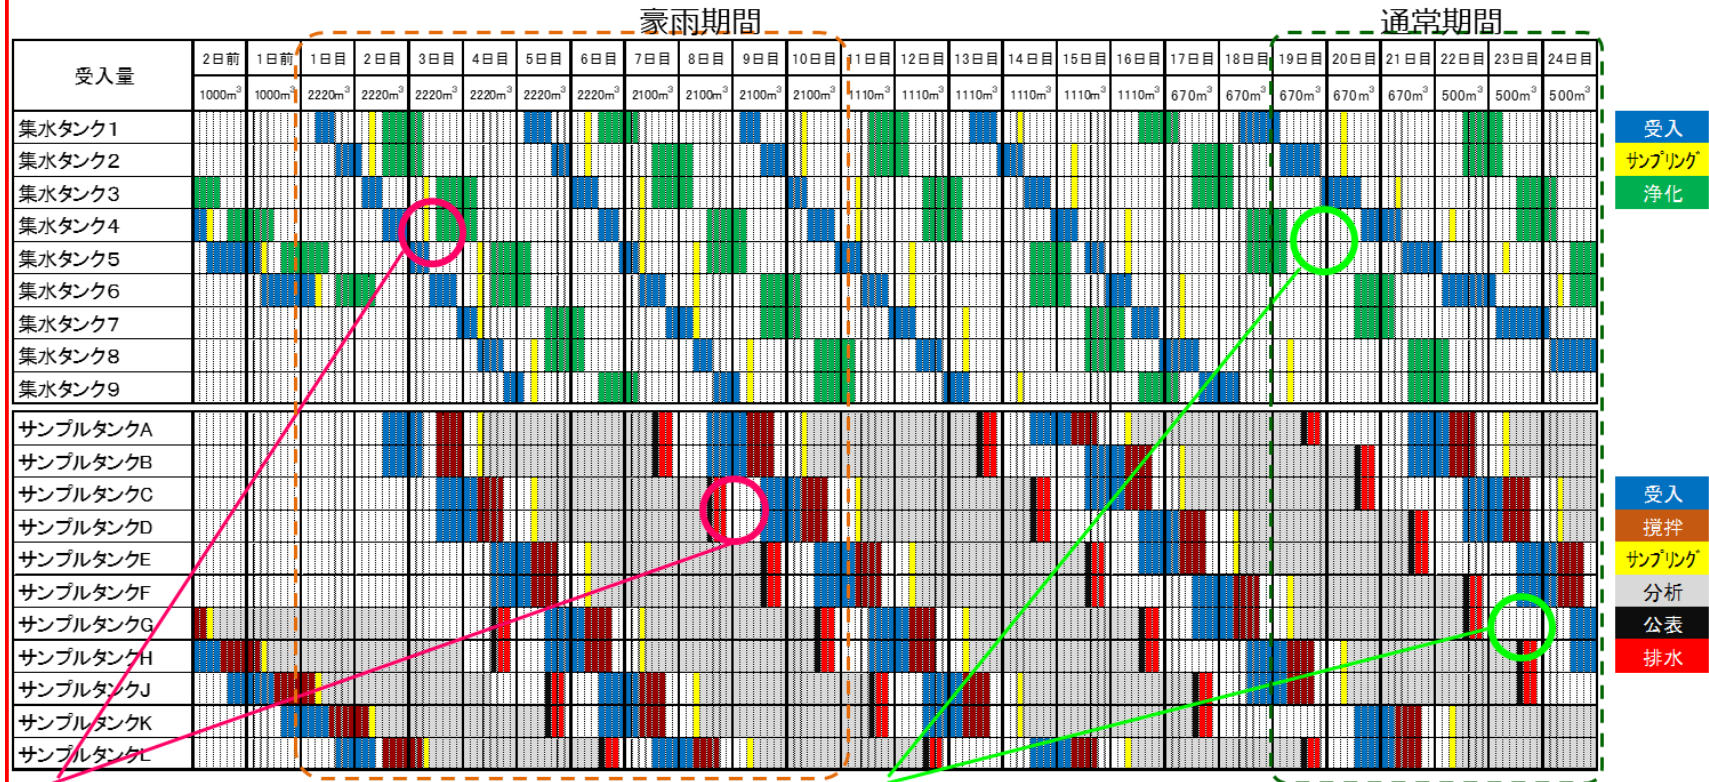 豪雨期間 通常期間
受入量 2日前 1日前 1日目 2日目 3日目 4日目 5日目 6日目 7日目 8日目 9日目 10日目 11日目 12日目 13日目 14日目 15日目 16日目 17日目 18日目 19日目 20日目 21日目 22日目 23日目 24日目
1000m³ 1000m³ 2220m³ 2220m³ 2220m³ 2220m³ 2220m³ 2220m³ 2100m³ 2100m³ 2100m³ 2100m³ 1110m³ 1110m³ 1110m³ 1110m³ 1110m³ 1110m³ 670m³ 670m³ 670m³ 670m³ 670m³ 500m³ 500m³ 500m³
集水タンク1
集水タンク2
集水タンク3
集水タンク4
集水タンク5
集水タンク6
集水タンク7
集水タンク8
集水タンク9
受入
サンプリング
浄化
サンプルタンクA
サンプルタンクB
サンプルタンクC
サンプルタンクD
サンプルタンクE
サンプルタンクF
サンプルタンクG
サンプルタンクH
サンプルタンクJ
サンプルタンクK
サンプルタンクL
受入
撹拌
サンプリング
分析
公表
排水